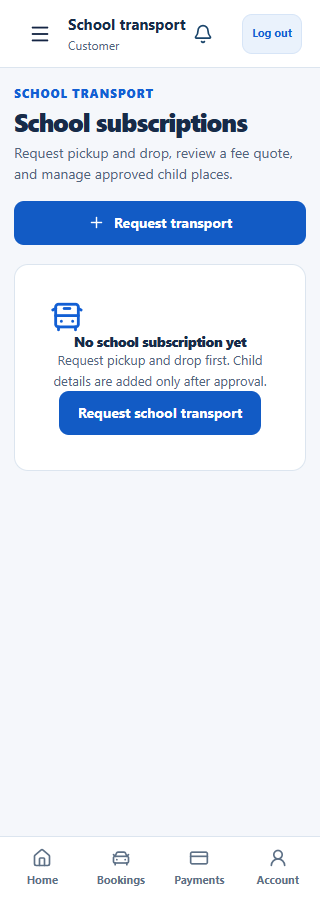 School transport
Customer
Log out
SCHOOL TRANSPORT
School subscriptions
Request pickup and drop, review a fee quote,
and manage approved child places.
Request transport
No school subscription yet
Request pickup and drop first. Child
details are added only after approval.
Request school transport
Home
Bookings
Payments
Account